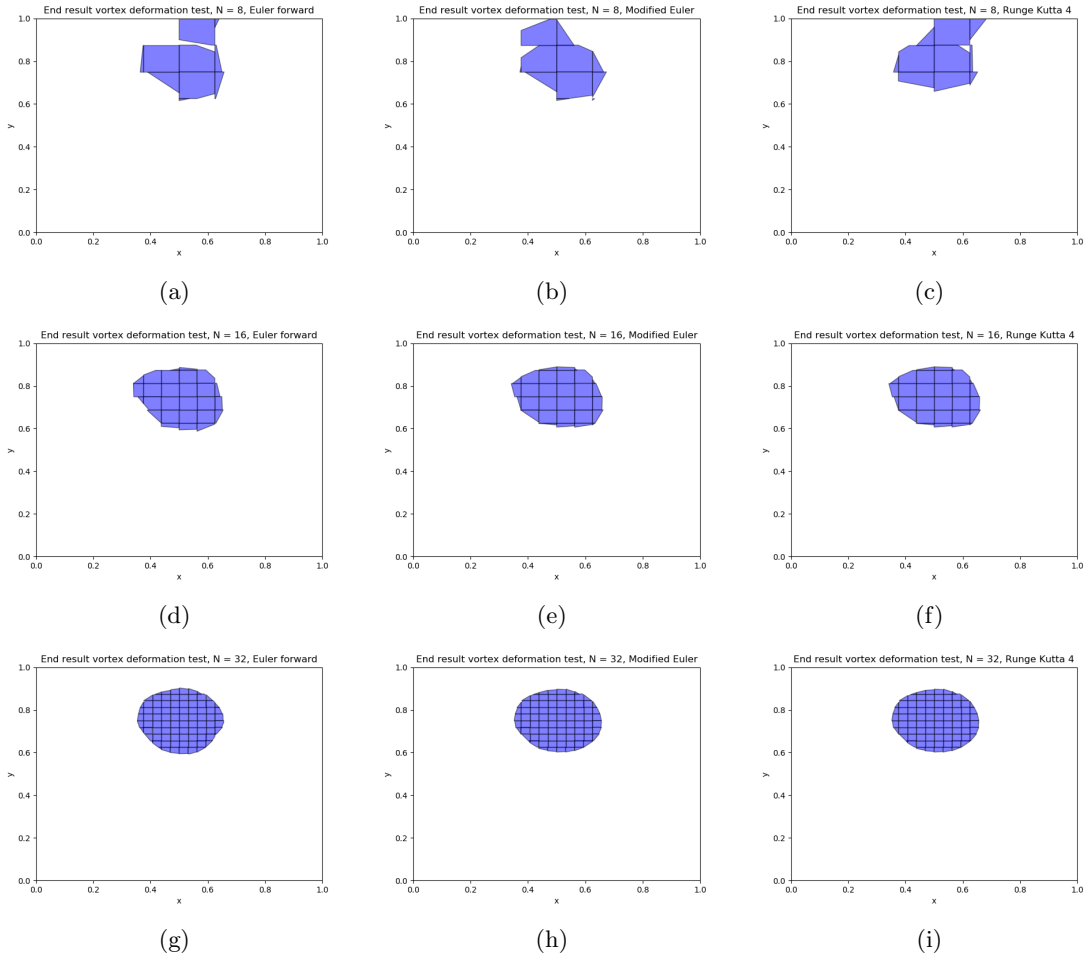 End result vortex deformation test, N = 8, Euler forward
1.0
0.8
0.6
0.4
0.2
0.0
y
0.0 0.2 0.4 0.6 0.8 1.0
x
(a)
End result vortex deformation test, N = 8, Modified Euler
1.0
0.8
0.6
0.4
0.2
0.0
y
0.0 0.2 0.4 0.6 0.8 1.0
x
(b)
End result vortex deformation test, N = 8, Runge Kutta 4
1.0
0.8
0.6
0.4
0.2
0.0
y
0.0 0.2 0.4 0.6 0.8 1.0
x
(c)
End result vortex deformation test, N = 16, Euler forward
1.0
0.8
0.6
0.4
0.2
0.0
y
0.0 0.2 0.4 0.6 0.8 1.0
x
(d)
End result vortex deformation test, N = 16, Modified Euler
1.0
0.8
0.6
0.4
0.2
0.0
y
0.0 0.2 0.4 0.6 0.8 1.0
x
(e)
End result vortex deformation test, N = 16, Runge Kutta 4
1.0
0.8
0.6
0.4
0.2
0.0
y
0.0 0.2 0.4 0.6 0.8 1.0
x
(f)
End result vortex deformation test, N = 32, Euler forward
1.0
0.8
0.6
0.4
0.2
0.0
y
0.0 0.2 0.4 0.6 0.8 1.0
x
(g)
End result vortex deformation test, N = 32, Modified Euler
1.0
0.8
0.6
0.4
0.2
0.0
y
0.0 0.2 0.4 0.6 0.8 1.0
x
(h)
End result vortex deformation test, N = 32, Runge Kutta 4
1.0
0.8
0.6
0.4
0.2
0.0
y
0.0 0.2 0.4 0.6 0.8 1.0
x
(i)